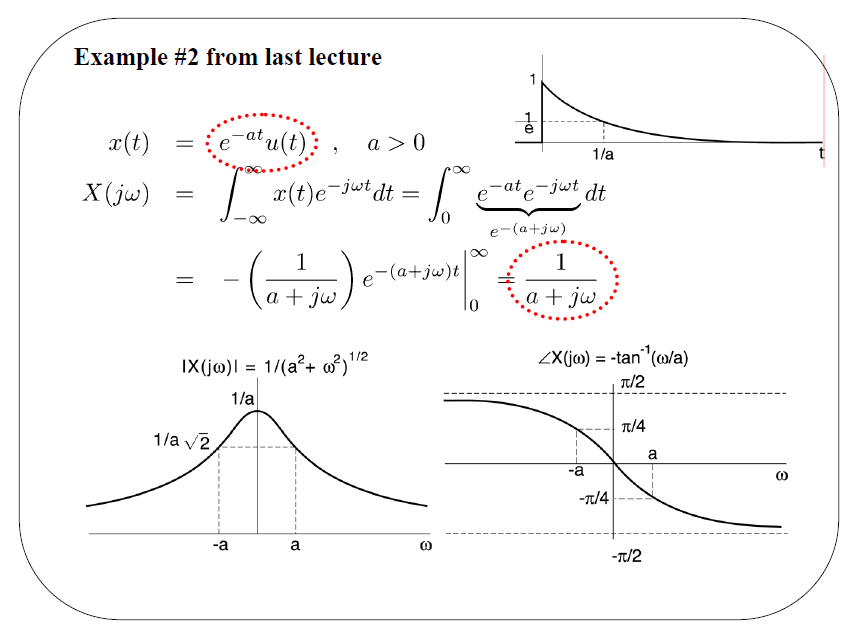 Example #2 from last lecture
1
1
e
1/a
t
x(t) = e^{-at}u(t) , a > 0
X(jω) = ∫_{-∞}^{∞} x(t)e^{-jωt}dt = ∫_0^∞ e^{-at}e^{-jωt} dt
e^{-(a+jω)}
= -(1/(a + jω)) e^{-(a+jω)t} |_0^∞ = 1/(a + jω)
|X(jω)| = 1/(a²+ ω²)^{1/2}
1/a
1/a √2
-a
a
ω
∠X(jω) = -tan⁻¹(ω/a)
π/2
π/4
a
-a
ω
-π/4
-π/2